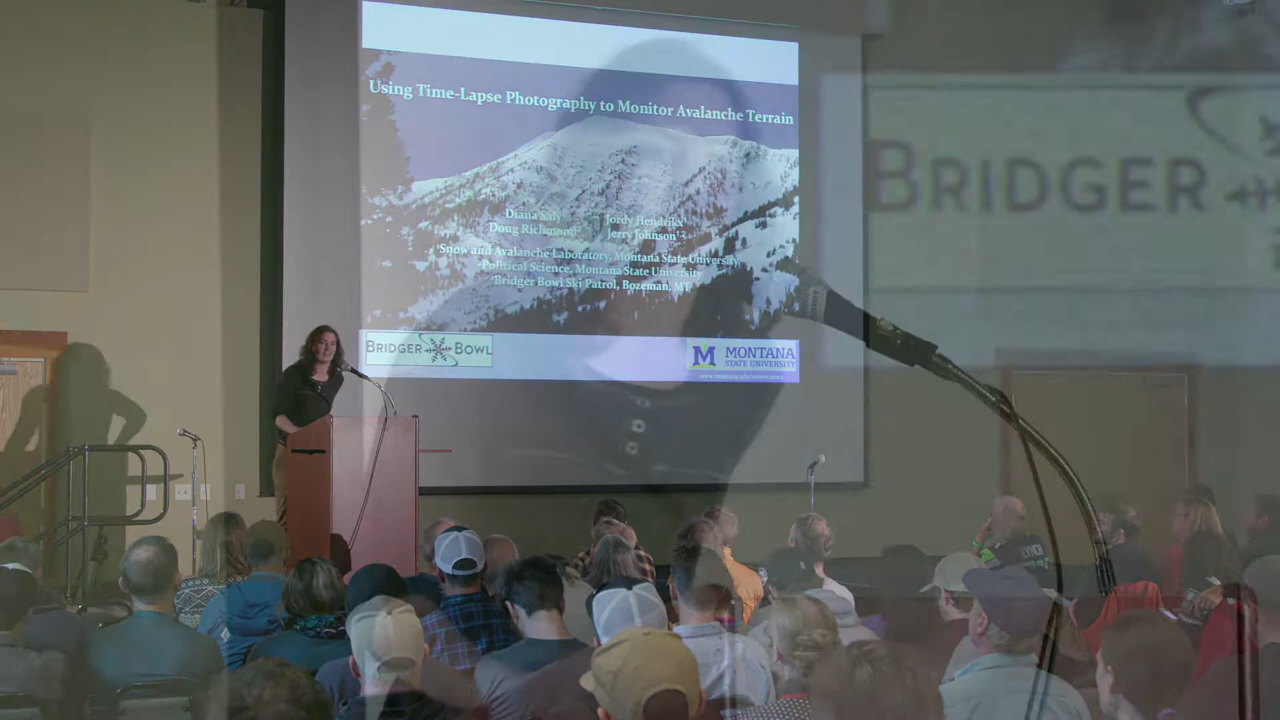 Using Time-Lapse Photography to Monitor Avalanche Terrain
Diana Saly Jordy Hendrikx
Doug Richmond Jerry Johnson
Snow and Avalanche Laboratory, Montana State University,
Political Science, Montana State University
Bridger Bowl Ski Patrol, Bozeman, MT
BRIDGER BOWL
M MONTANA
STATE UNIVERSITY
BRIDGER